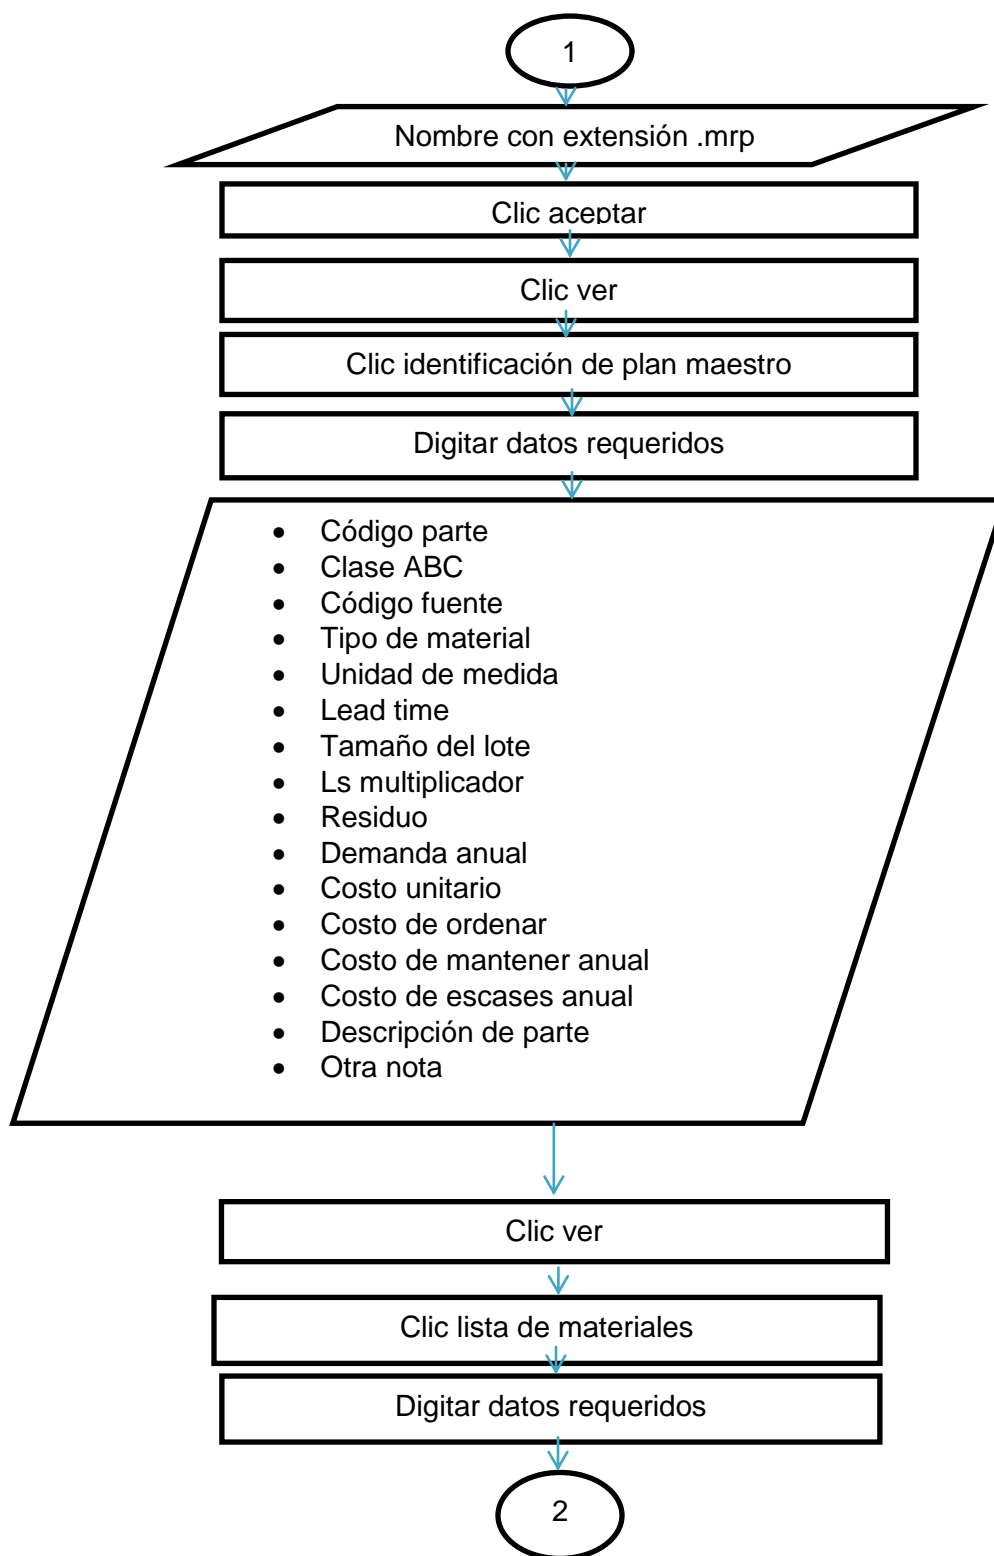 1
Nombre con extensión .mrp
Clic aceptar
Clic ver
Clic identificación de plan maestro
Digitar datos requeridos
• Código parte
• Clase ABC
• Código fuente
• Tipo de material
• Unidad de medida
• Lead time
• Tamaño del lote
• Ls multiplicador
• Residuo
• Demanda anual
• Costo unitario
• Costo de ordenar
• Costo de mantener anual
• Costo de escases anual
• Descripción de parte
• Otra nota
Clic ver
Clic lista de materiales
Digitar datos requeridos
2